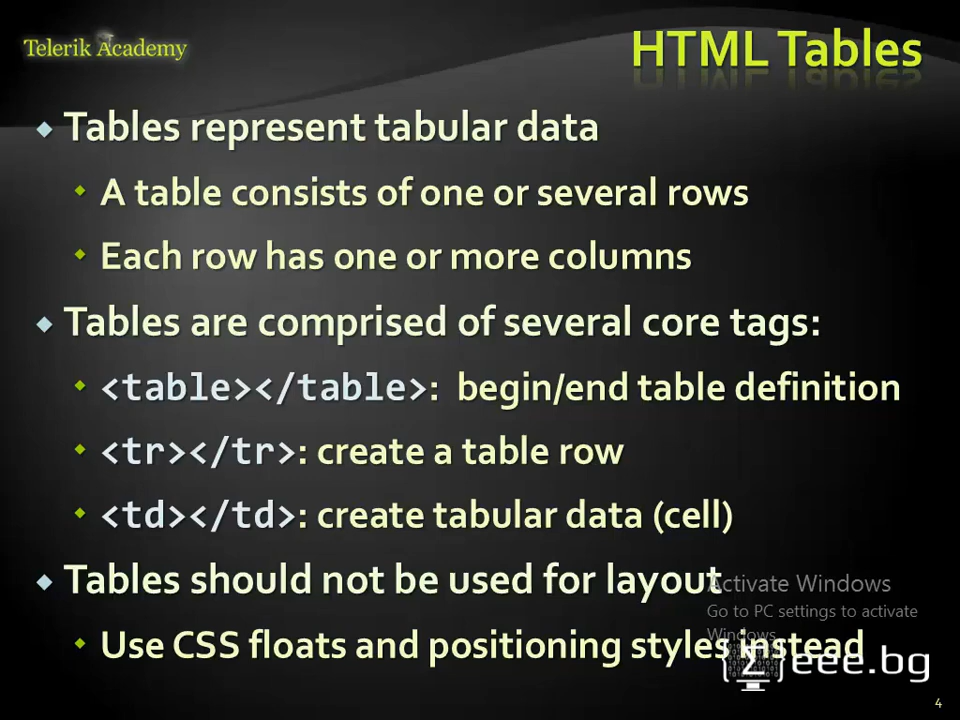 Telerik Academy
HTML Tables
Tables represent tabular data
A table consists of one or several rows
Each row has one or more columns
Tables are comprised of several core tags:
<table></table>: begin/end table definition
<tr></tr>: create a table row
<td></td>: create tabular data (cell)
Tables should not be used for layout
Activate Windows
Go to PC settings to activate
Windows.
Use CSS floats and positioning styles instead
eee.bg
4